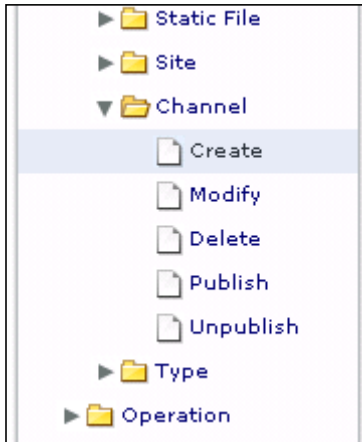 Static File
Site
Channel
Create
Modify
Delete
Publish
Unpublish
Type
Operation